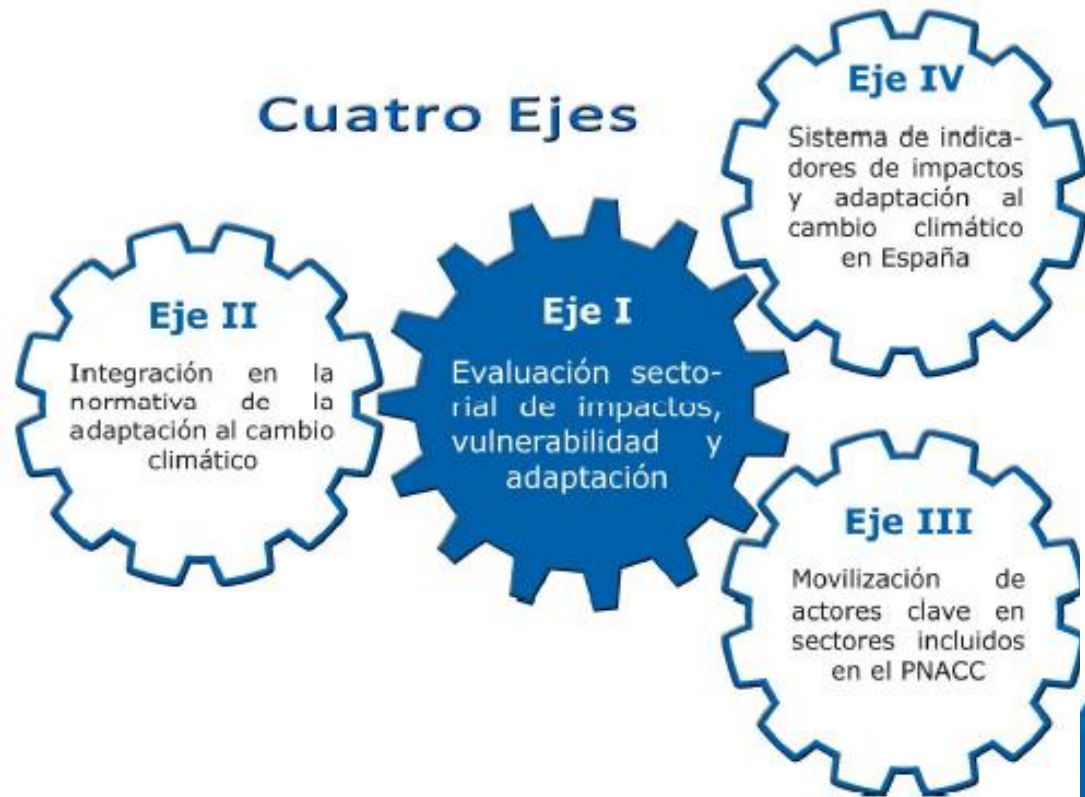 Cuatro Ejes
Eje IV
Sistema de indica-
dores de impactos
y adaptación al
cambio climático
en España
Eje II
Integración en la
normativa de la
adaptación al cambio
climático
Eje I
Evaluación secto-
rial de impactos,
vulnerabilidad y
adaptación
Eje III
Movilización de
actores clave en
sectores incluidos
en el PNACC